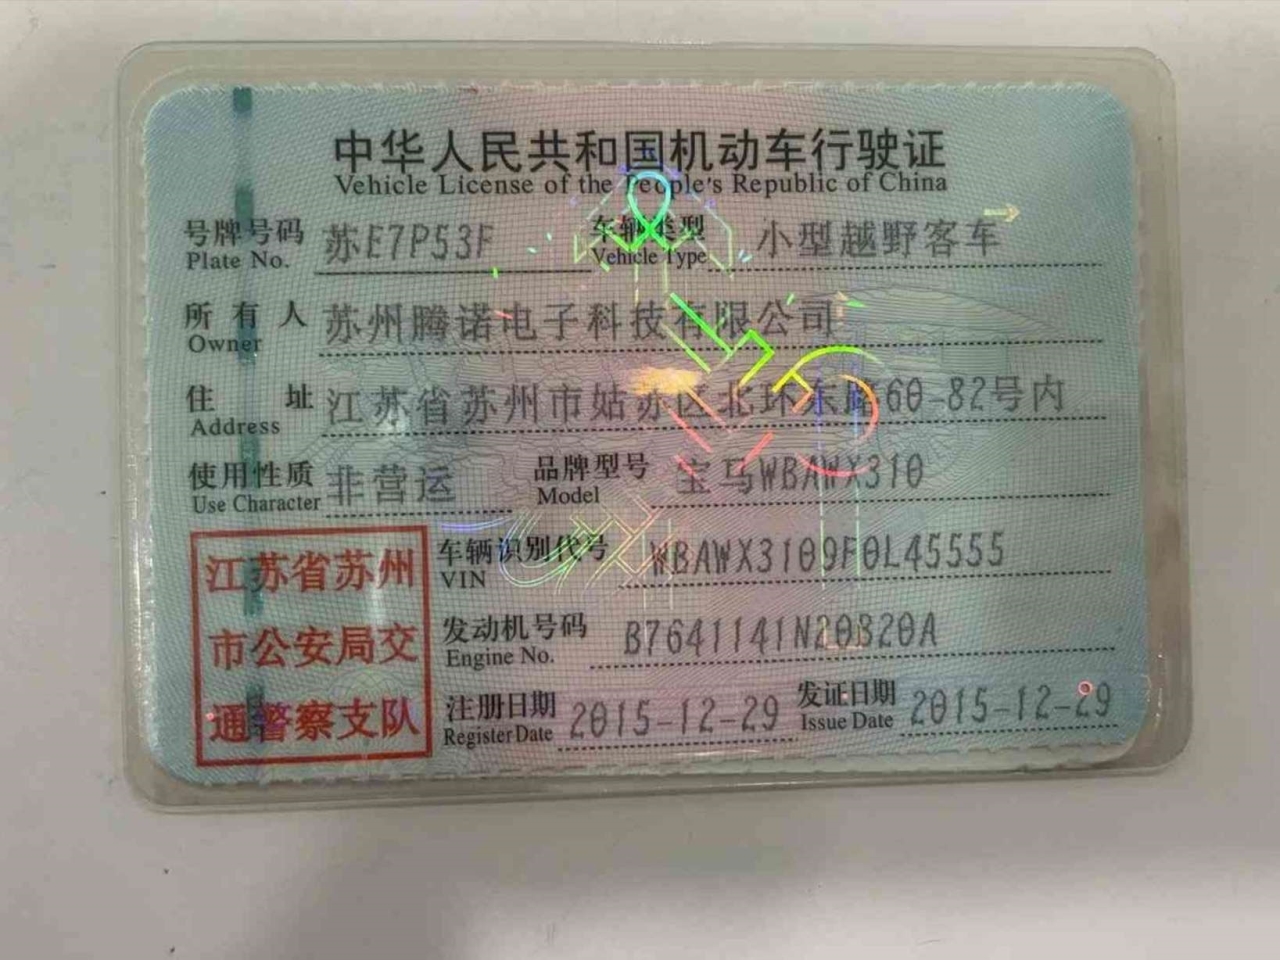 中华人民共和国机动车行驶证
Vehicle License of the People's Republic of China
号牌号码 苏E7P53F 车辆类型 小型越野客车
Plate No. Vehicle Type
所有人 苏州腾诺电子科技有限公司
Owner
住址 江苏省苏州市姑苏区北环东路60-82号内
Address
使用性质 非营运 品牌型号 宝马WBAWX310
Use Character Model
江苏省苏州
市公安局交
通警察支队
车辆识别代号 WBAWX3109F0L45555
VIN
发动机号码 B7641141N20B20A
Engine No.
注册日期 2015-12-29 发证日期 2015-12-29
Register Date Issue Date